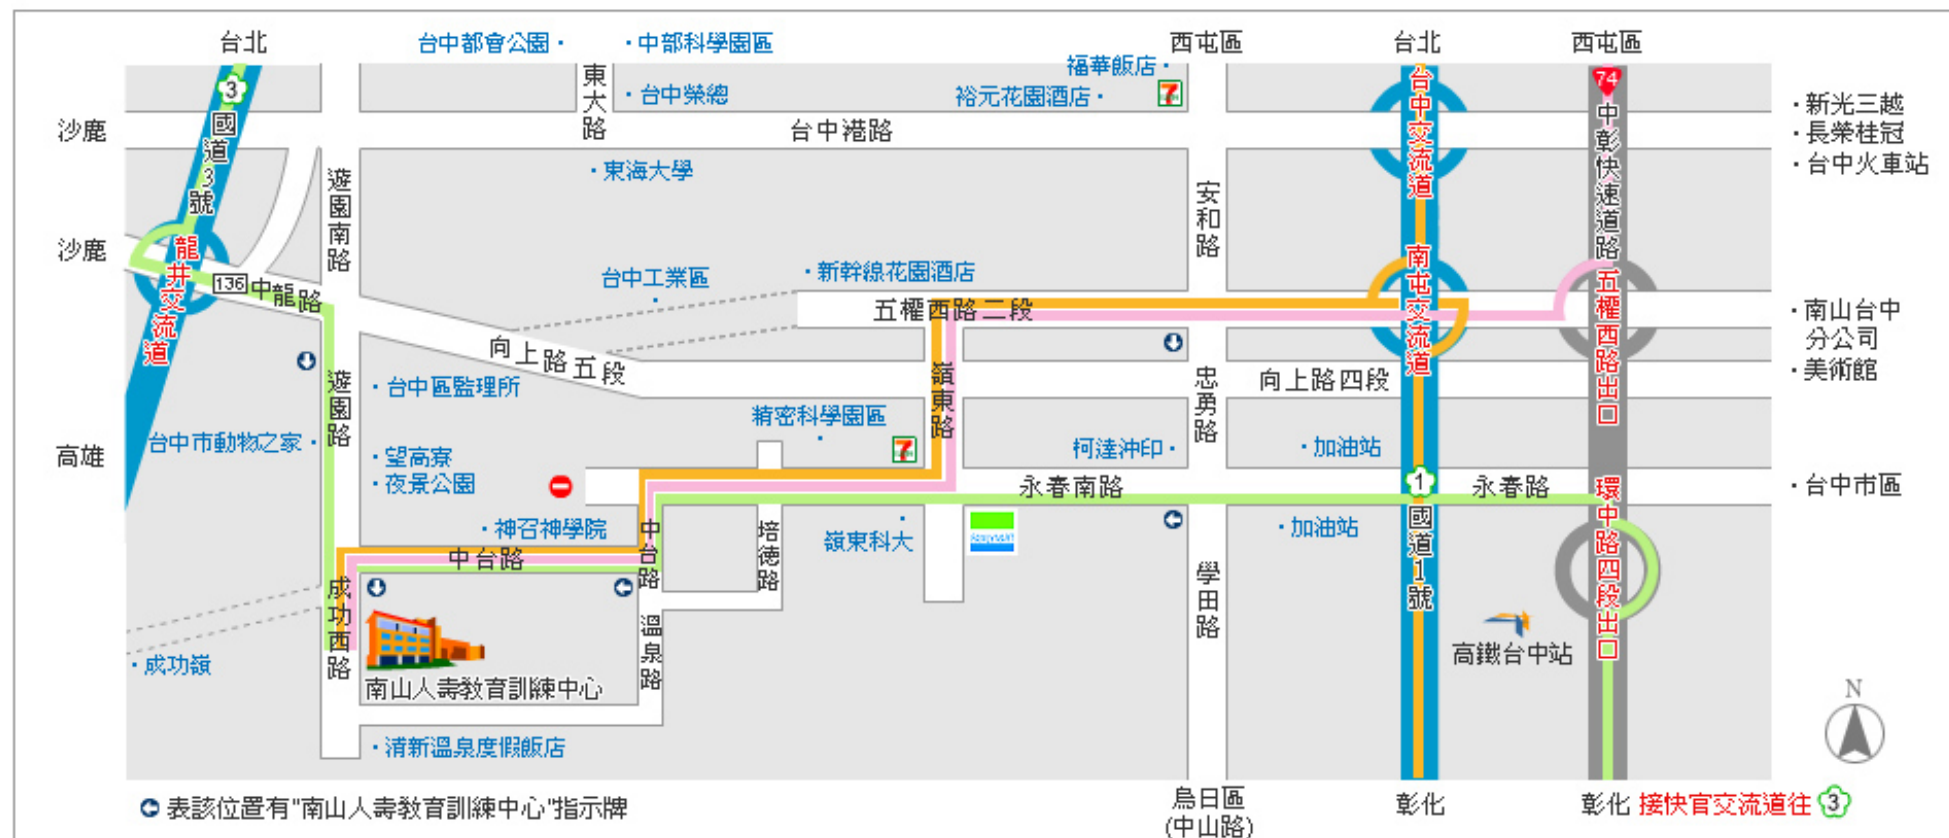 台北
台中都會公園
中部科學園區
西屯區
台北
西屯區
3
東大路
福華飯店
台中交流道
74
台中榮總
裕元花園酒店
7
新光三越
國道3號
中彰快速道路
沙鹿
台中港路
長榮桂冠
東海大學
台中火車站
遊園南路
安和路
沙鹿
龍井交流道
南屯交流道
台中工業區
新幹線花園酒店
五權西路出口
136
中龍路
五權西路二段
南山台中
分公司
向上路五段
美術館
台中區監理所
嶺東路
忠勇路
向上路四段
遊園路
精密科學園區
台中市動物之家
7
柯達沖印
加油站
高雄
望高寮
夜景公園
永春南路
1
永春路
環中路四段出口
台中市區
神召神學院
中台路
培德路
嶺東科大
加油站
國道1號
中台路
成功西路
學田路
溫泉路
高鐵台中站
成功嶺
南山人壽教育訓練中心
N
清新溫泉度假飯店
表該位置有"南山人壽教育訓練中心"指示牌
烏日區
(中山路)
彰化
彰化 接快官交流道往 3